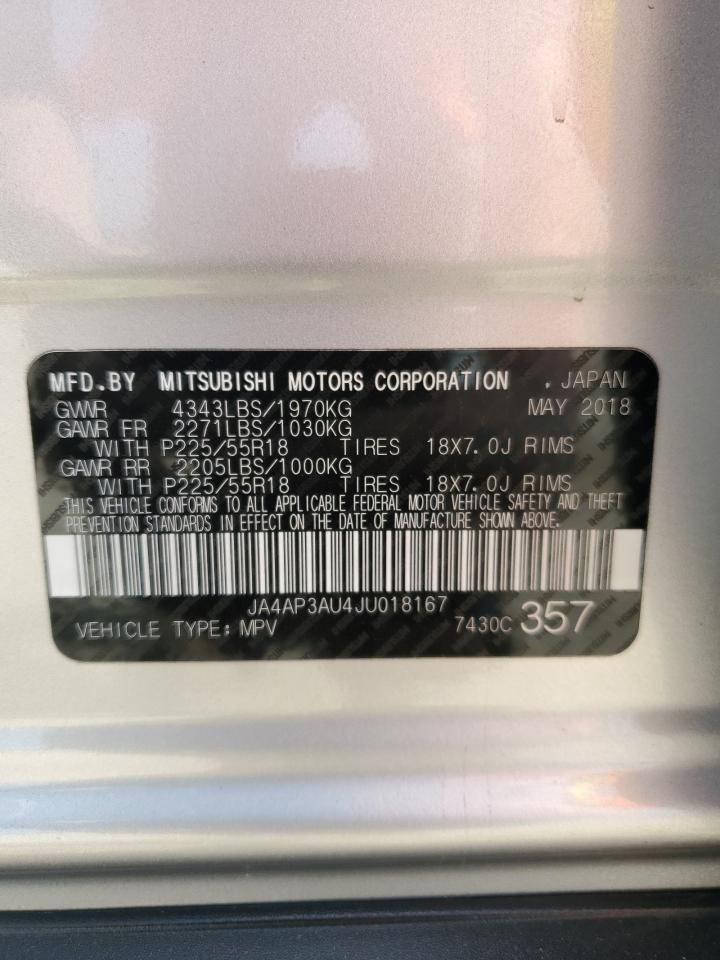 MFD.BY MITSUBISHI MOTORS CORPORATION . JAPAN
GVWR 4343LBS/1970KG MAY 2018
GAWR FR 2271LBS/1030KG
WITH P225/55R18 TIRES 18X7.0J RIMS
GAWR RR 2205LBS/1000KG
WITH P225/55R18 TIRES 18X7.0J RIMS
THIS VEHICLE CONFORMS TO ALL APPLICABLE FEDERAL MOTOR VEHICLE SAFETY AND THEFT
PREVENTION STANDARDS IN EFFECT ON THE DATE OF MANUFACTURE SHOWN ABOVE.
JA4AP3AU4JU018167
VEHICLE TYPE:MPV 7430C 357